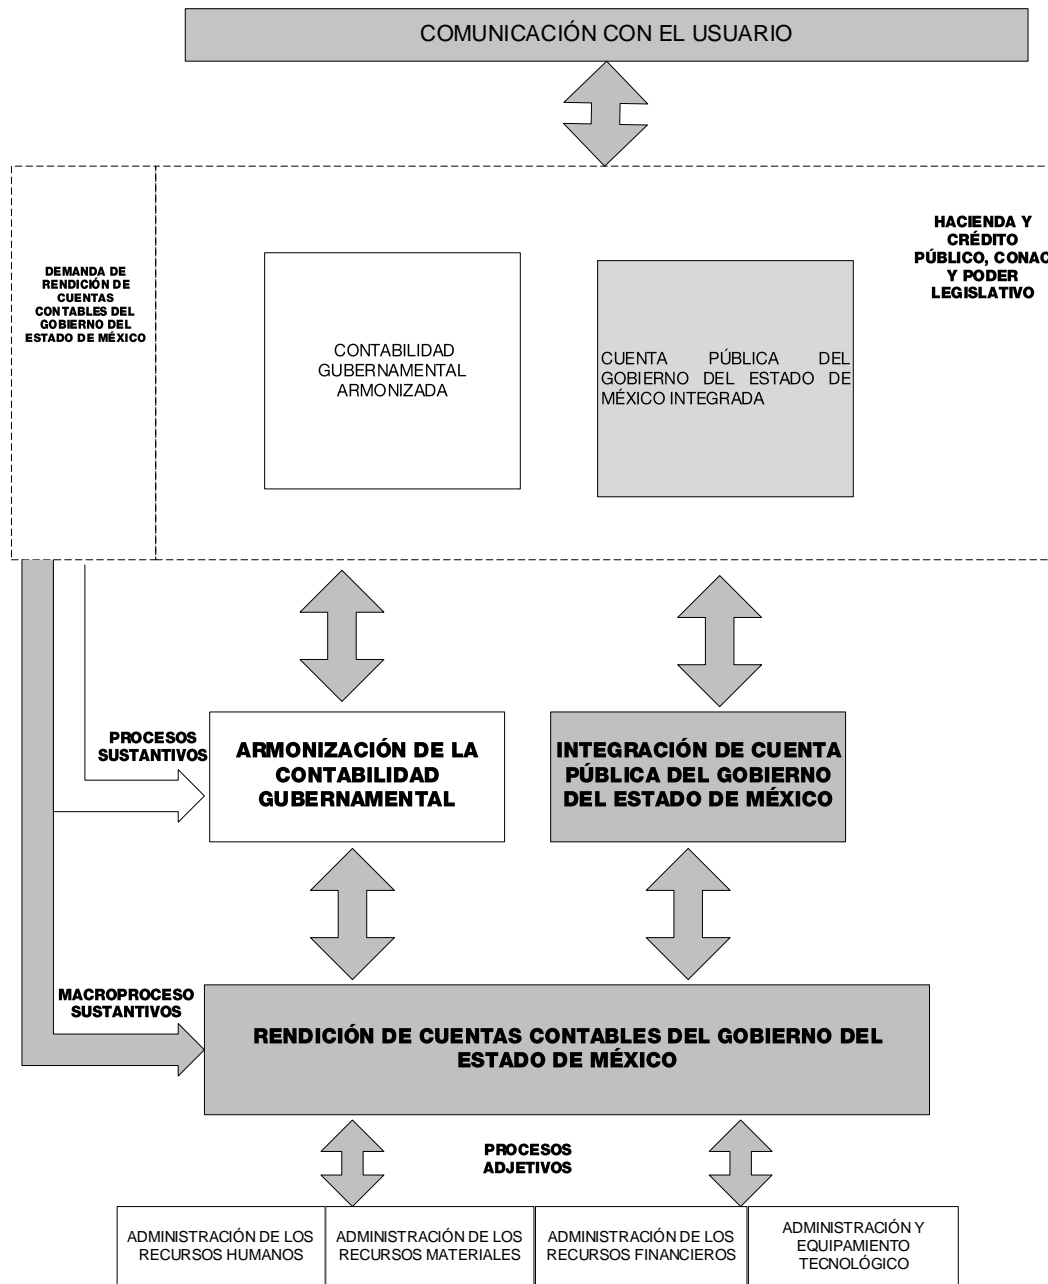 COMUNICACIÓN CON EL USUARIO
DEMANDA DE
RENDICIÓN DE
CUENTAS
CONTABLES DEL
GOBIERNO DEL
ESTADO DE MÉXICO
CONTABILIDAD
GUBERNAMENTAL
ARMONIZADA
CUENTA PÚBLICA DEL
GOBIERNO DEL ESTADO DE
MÉXICO INTEGRADA
HACIENDA Y
CRÉDITO
PÚBLICO, CONAC
Y PODER
LEGISLATIVO
PROCESOS
SUSTANTIVOS
ARMONIZACIÓN DE LA
CONTABILIDAD
GUBERNAMENTAL
INTEGRACIÓN DE CUENTA
PÚBLICA DEL GOBIERNO
DEL ESTADO DE MÉXICO
MACROPROCESO
SUSTANTIVOS
RENDICIÓN DE CUENTAS CONTABLES DEL GOBIERNO DEL
ESTADO DE MÉXICO
PROCESOS
ADJETIVOS
ADMINISTRACIÓN DE LOS
RECURSOS HUMANOS
ADMINISTRACIÓN DE LOS
RECURSOS MATERIALES
ADMINISTRACIÓN DE LOS
RECURSOS FINANCIEROS
ADMINISTRACIÓN Y
EQUIPAMIENTO
TECNOLÓGICO